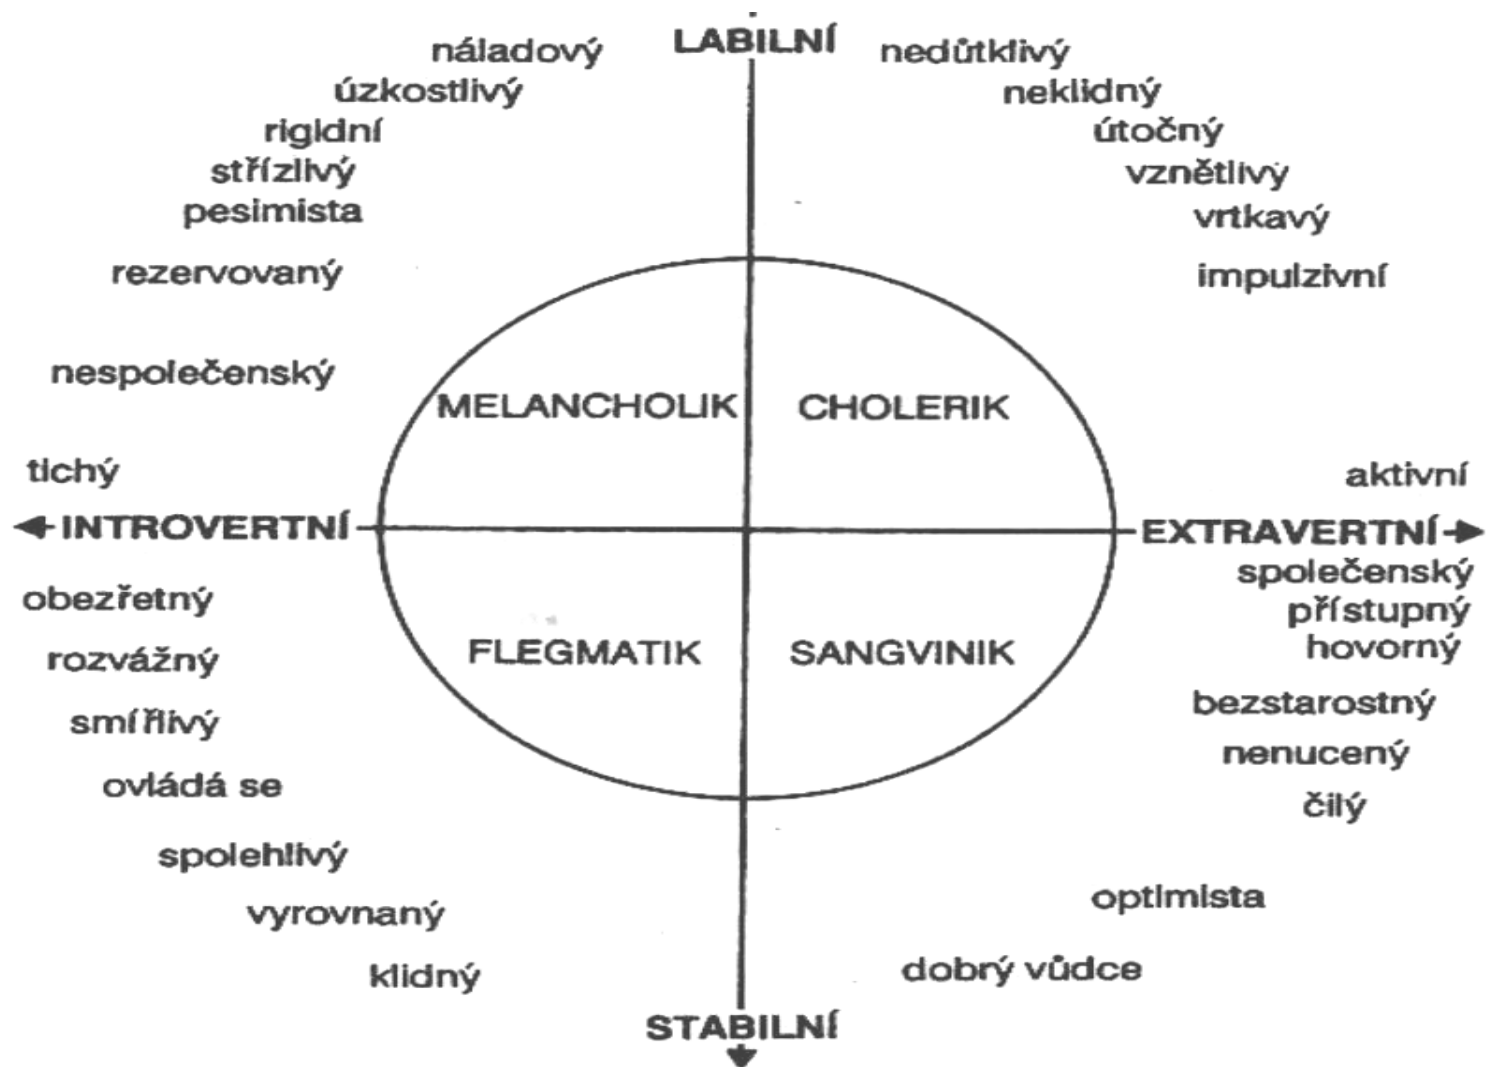 LABILNÍ
náladový
nedůtklivý
úzkostlivý
neklidný
rigidní
útočný
střízlivý
vznětlivý
pesimista
vrtkavý
rezervovaný
impulzivní
nespolečenský
MELANCHOLIK
CHOLERIK
tichý
aktivní
INTROVERTNÍ
EXTRAVERTNÍ
společenský
obezřetný
přístupný
hovorný
FLEGMATIK
SANGVINIK
rozvážný
bezstarostný
smířlivý
nenucený
ovládá se
čilý
spolehlivý
optimista
vyrovnaný
dobrý vůdce
klidný
STABILNÍ